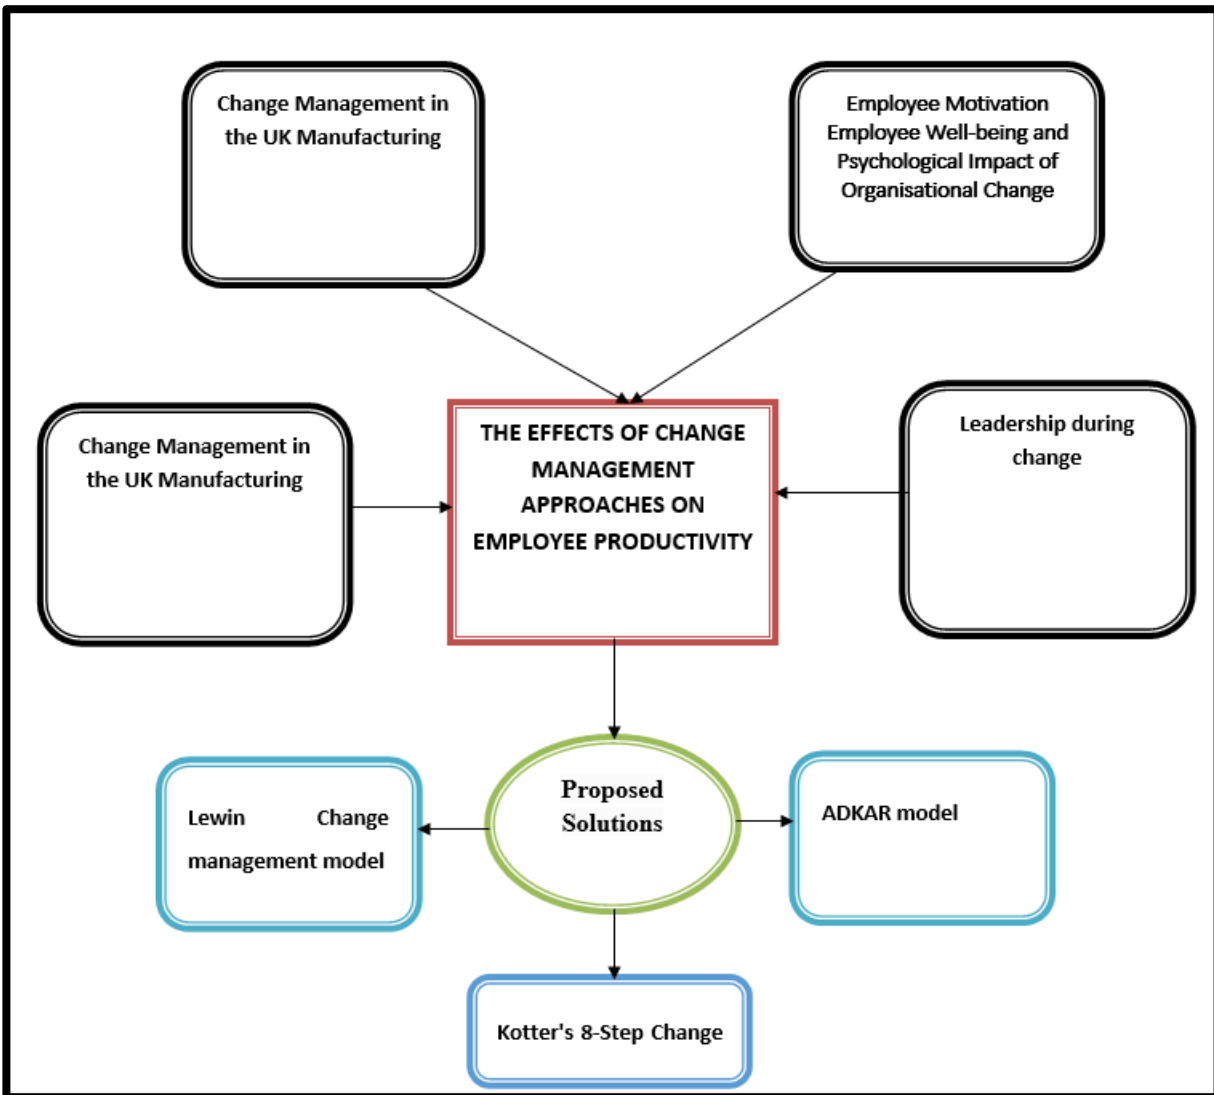 Change Management in
the UK Manufacturing
Employee Motivation
Employee Well-being and
Psychological Impact of
Organisational Change
Change Management in
the UK Manufacturing
THE EFFECTS OF CHANGE
MANAGEMENT
APPROACHES ON
EMPLOYEE PRODUCTIVITY
Leadership during
change
Lewin Change
management model
Proposed
Solutions
ADKAR model
Kotter's 8-Step Change